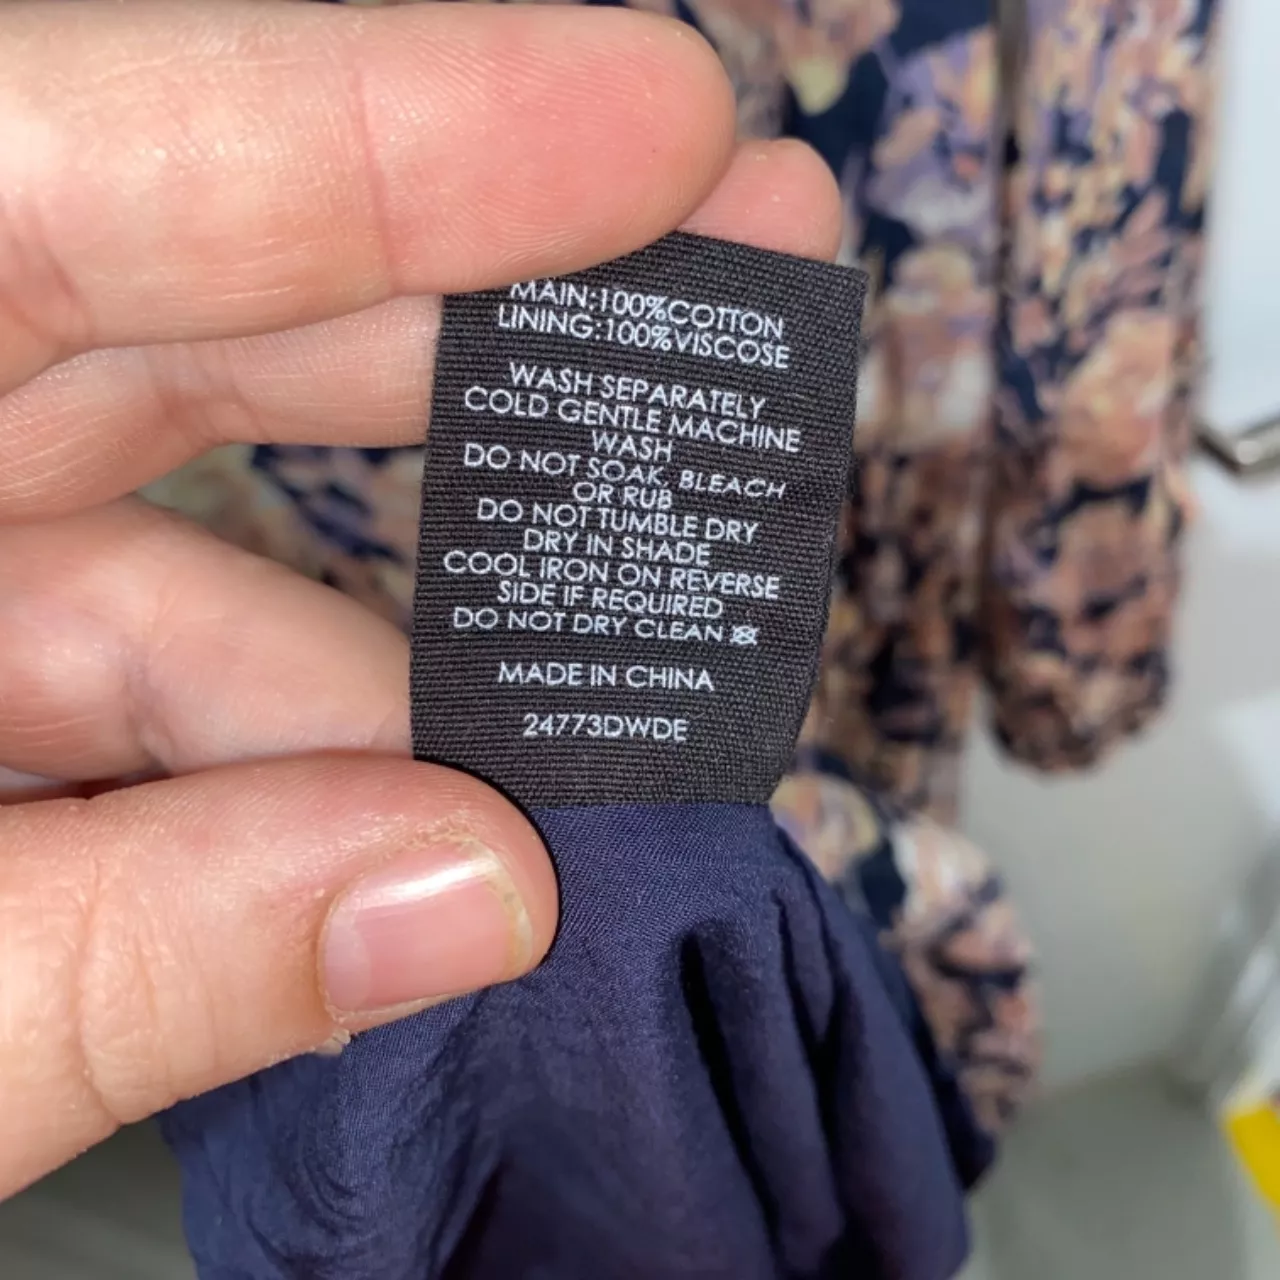 MAIN:100%COTTON
LINING:100%VISCOSE
WASH SEPARATELY
COLD GENTLE MACHINE
WASH
DO NOT SOAK, BLEACH
OR RUB
DO NOT TUMBLE DRY
DRY IN SHADE
COOL IRON ON REVERSE
SIDE IF REQUIRED
DO NOT DRY CLEAN
MADE IN CHINA
24773DWDE